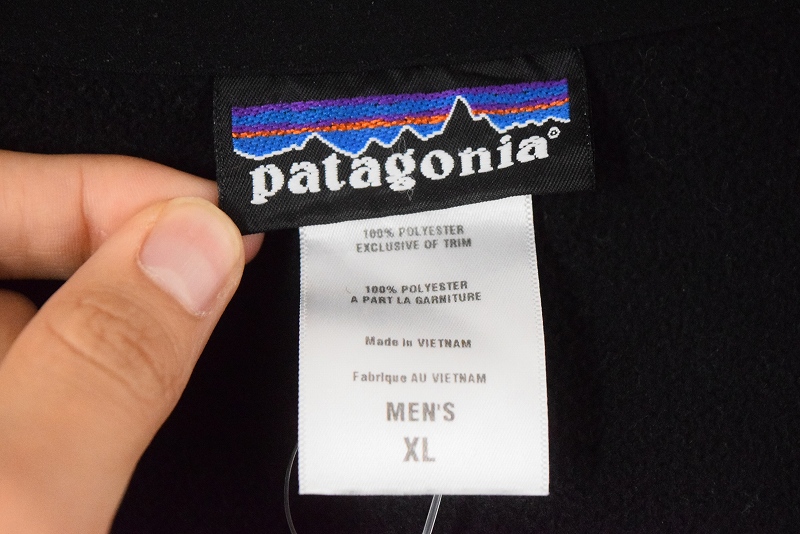 patagonia®
100% POLYESTER
EXCLUSIVE OF TRIM
100% POLYESTER
A PART LA GARNITURE
Made in VIETNAM
Fabrique AU VIETNAM
MEN'S
XL